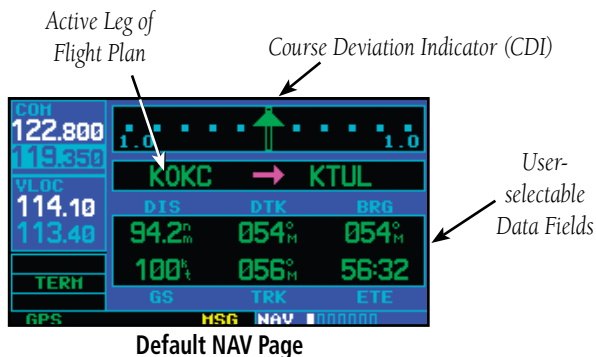 Active Leg of
Flight Plan
Course Deviation Indicator (CDI)
COM
122.800
119.350
1.0 1.0
KOKC → KTUL
User-
selectable
Data Fields
VLOC
114.10
113.40
DIS DTK BRG
94.2nm 054°M 054°M
100kt 056°M 56:32
GS TRK ETE
TERM
GPS MSG NAV
Default NAV Page